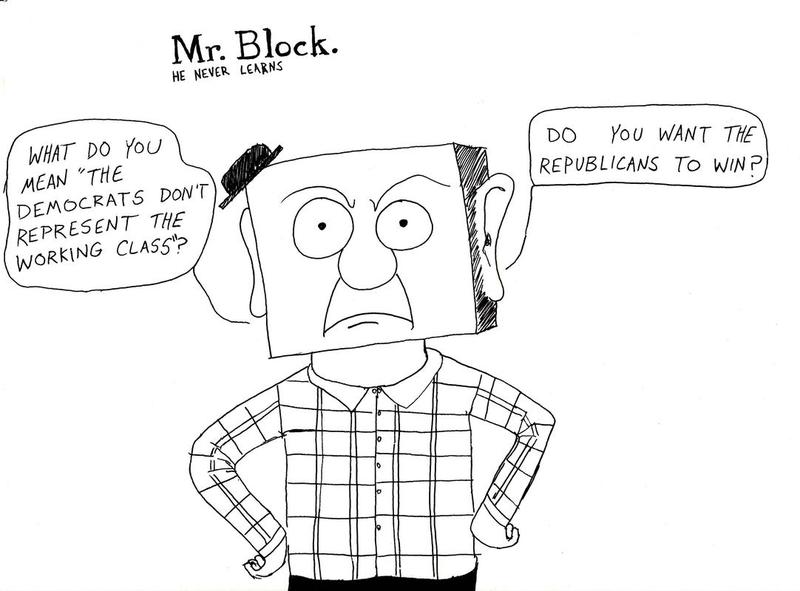 Mr. Block.
HE NEVER LEARNS
WHAT DO YOU
MEAN "THE
DEMOCRATS DON'T
REPRESENT THE
WORKING CLASS"?
DO YOU WANT THE
REPUBLICANS TO WIN?